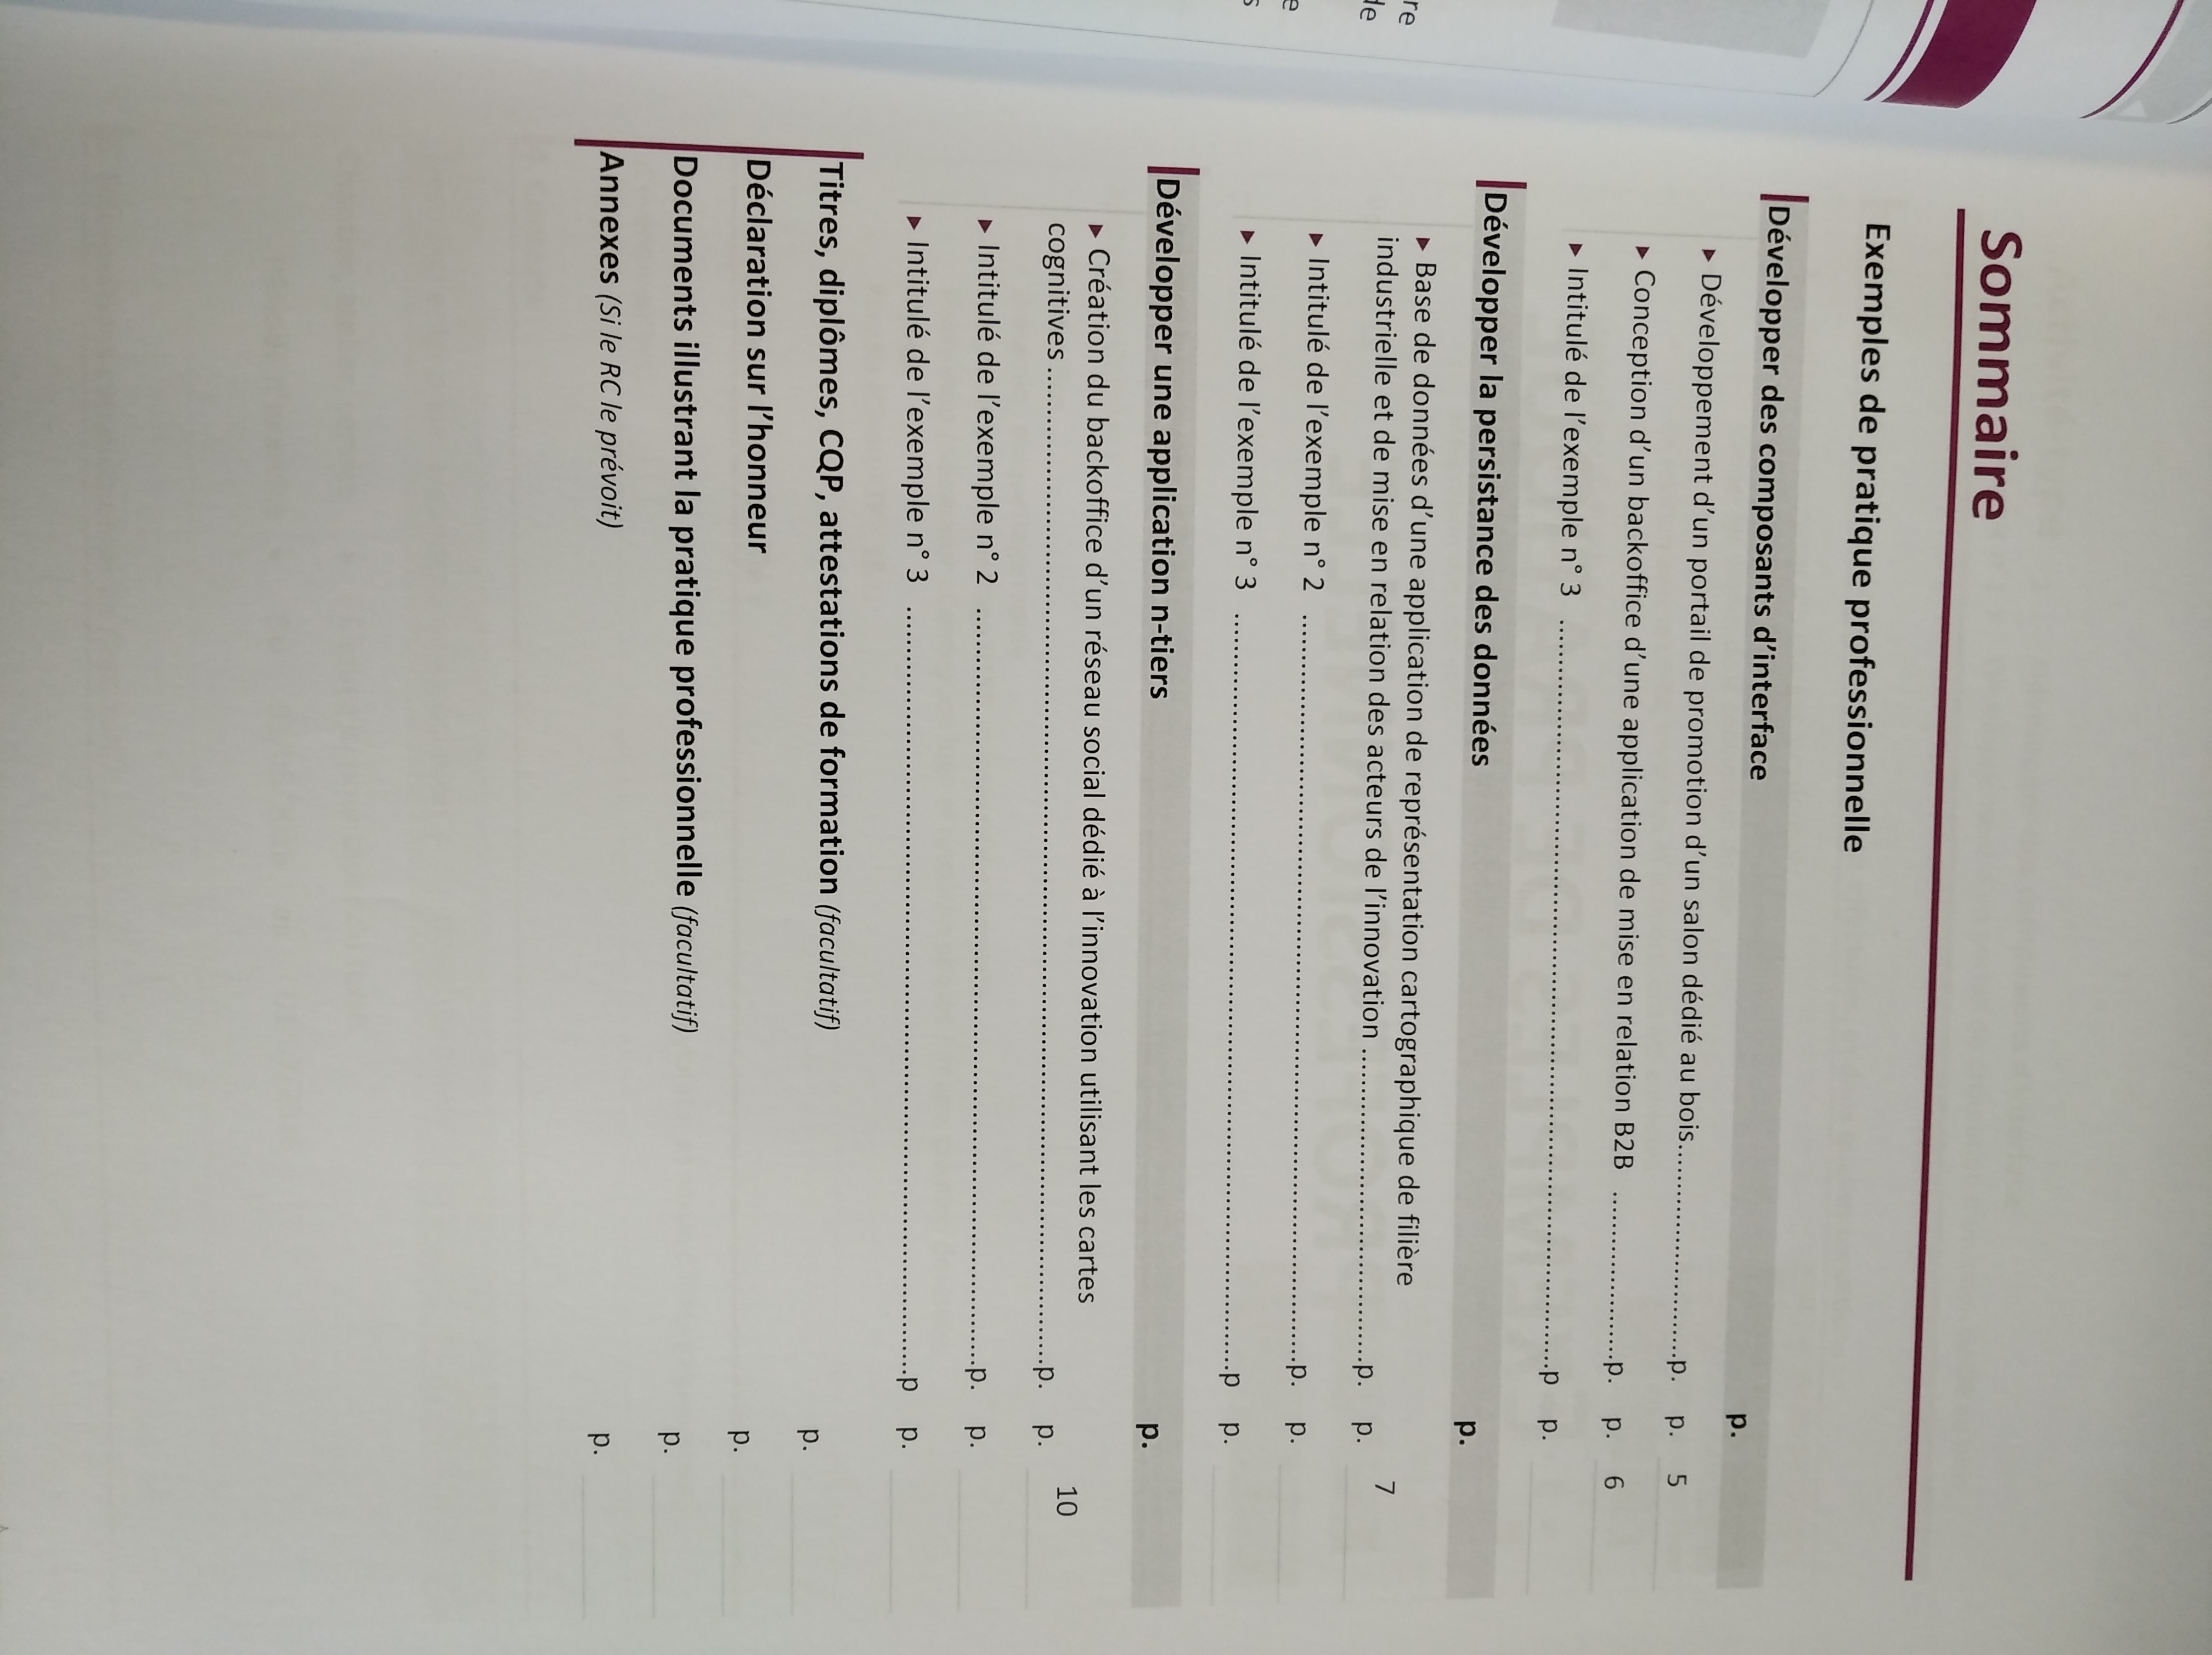 Sommaire
Exemples de pratique professionnelle
Développer des composants d'interface p.
▸ Développement d'un portail de promotion d'un salon dédié au bois..............................p. p. 5
▸ Conception d'un backoffice d'une application de mise en relation B2B ........................p. p. 6
▸ Intitulé de l'exemple n° 3 ........................................................................................................p p.
Développer la persistance des données p.
▸ Base de données d'une application de représentation cartographique de filière
industrielle et de mise en relation des acteurs de l'innovation ...........................................p. p. 7
▸ Intitulé de l'exemple n° 2 ........................................................................................................p. p.
▸ Intitulé de l'exemple n° 3 ........................................................................................................p p.
Développer une application n-tiers p.
▸ Création du backoffice d'un réseau social dédié à l'innovation utilisant les cartes
cognitives ........................................................................................................................................p. p. 10
▸ Intitulé de l'exemple n° 2 ........................................................................................................p. p.
▸ Intitulé de l'exemple n° 3 ........................................................................................................p p.
Titres, diplômes, CQP, attestations de formation (facultatif) p.
Déclaration sur l'honneur p.
Documents illustrant la pratique professionnelle (facultatif) p.
Annexes (Si le RC le prévoit) p.